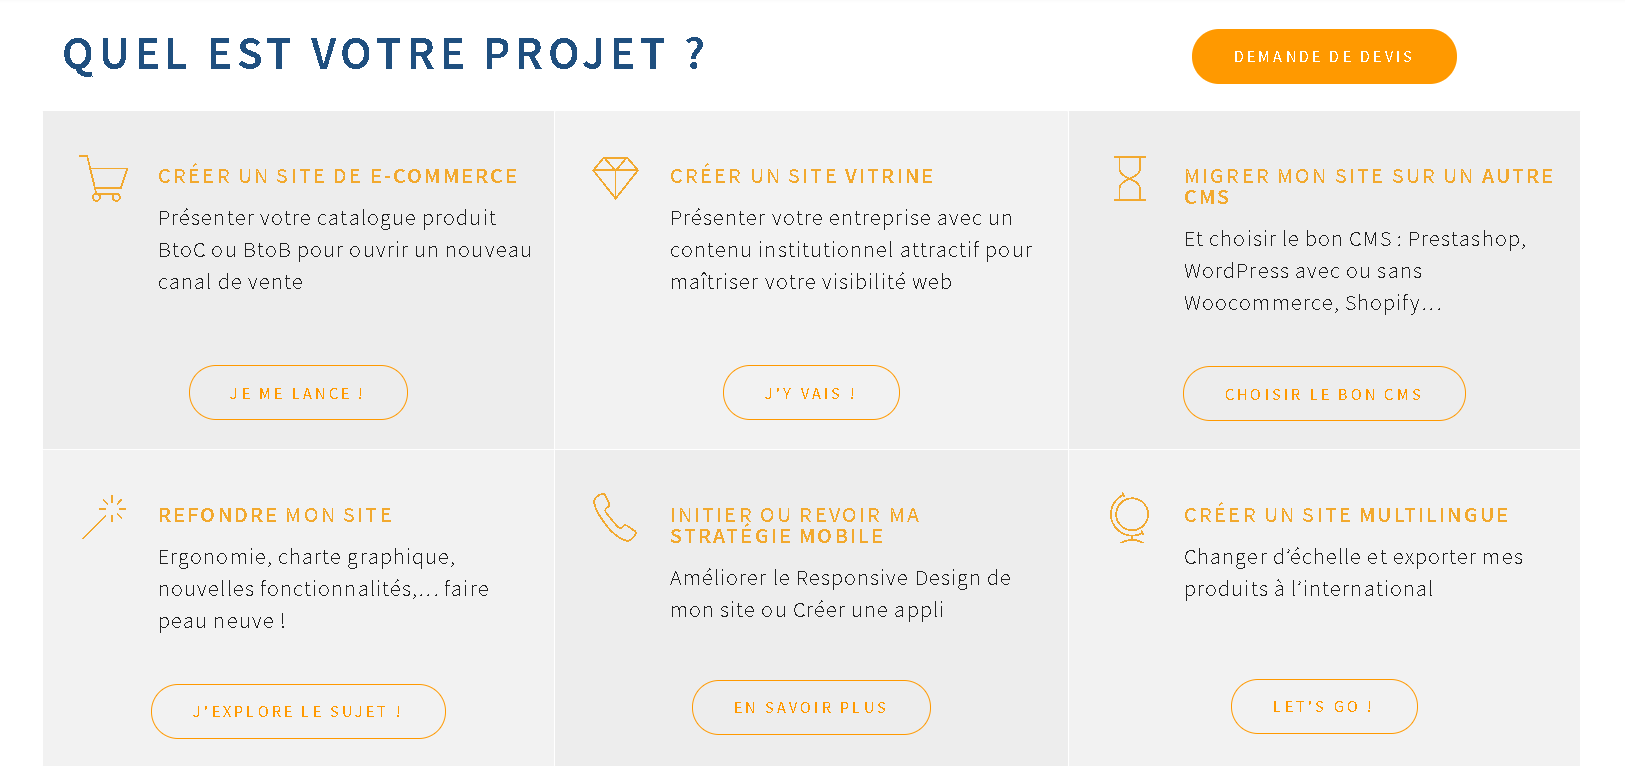 QUEL EST VOTRE PROJET ?
DEMANDE DE DEVIS
CRÉER UN SITE DE E-COMMERCE
Présenter votre catalogue produit
BtoC ou BtoB pour ouvrir un nouveau
canal de vente
JE ME LANCE !
CRÉER UN SITE VITRINE
Présenter votre entreprise avec un
contenu institutionnel attractif pour
maîtriser votre visibilité web
J'Y VAIS !
MIGRER MON SITE SUR UN AUTRE
CMS
Et choisir le bon CMS : Prestashop,
WordPress avec ou sans
Woocommerce, Shopify…
CHOISIR LE BON CMS
REFONDRE MON SITE
Ergonomie, charte graphique,
nouvelles fonctionnalités,… faire
peau neuve !
J'EXPLORE LE SUJET !
INITIER OU REVOIR MA
STRATÉGIE MOBILE
Améliorer le Responsive Design de
mon site ou Créer une appli
EN SAVOIR PLUS
CRÉER UN SITE MULTILINGUE
Changer d’échelle et exporter mes
produits à l’international
LET'S GO !